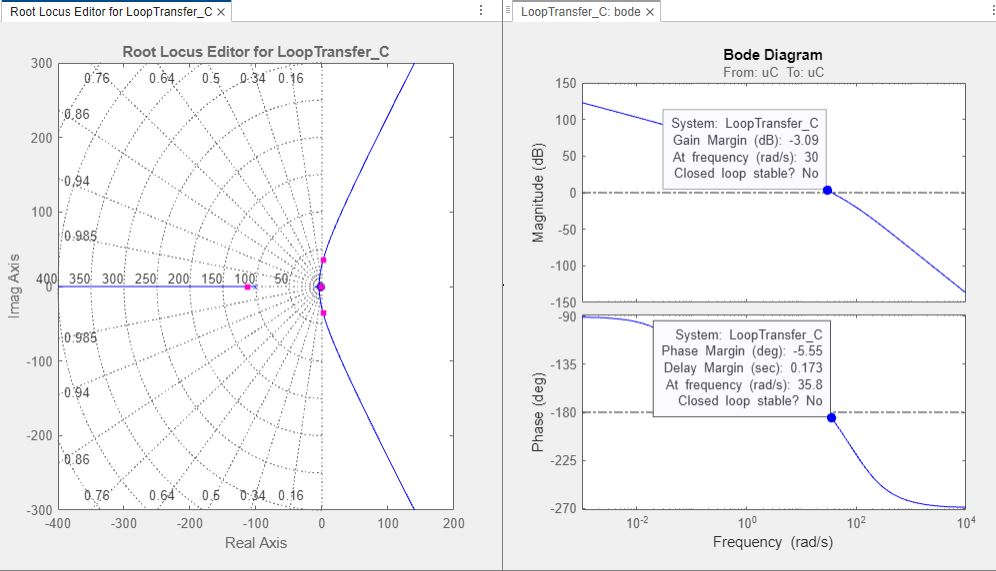 Root Locus Editor for LoopTransfer_C
LoopTransfer_C: bode
Root Locus Editor for LoopTransfer_C
300
0.76 0.64 0.5 0.34 0.16
0.86
200
0.94
100
0.985
400 350 300 250 200 150 100 50
0
0.985
-100
0.94
-200
0.86
0.76 0.64 0.5 0.34 0.16
-300
-400 -300 -200 -100 0 100 200
Real Axis
Imag Axis
Bode Diagram
From: uC To: uC
150
100
50
0
-50
-100
-150
Magnitude (dB)
System: LoopTransfer_C
Gain Margin (dB): -3.09
At frequency (rad/s): 30
Closed loop stable? No
-90
-135
-180
-225
-270
Phase (deg)
System: LoopTransfer_C
Phase Margin (deg): -5.55
Delay Margin (sec): 0.173
At frequency (rad/s): 35.8
Closed loop stable? No
10^-2 10^0 10^2 10^4
Frequency (rad/s)